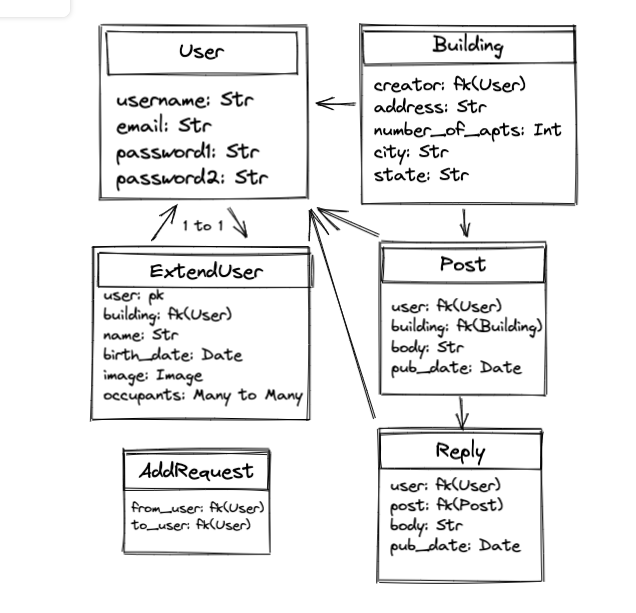 User
username: Str
email: Str
password1: Str
password2: Str
Building
creator: fk(User)
address: Str
number_of_apts: Int
city: Str
state: Str
1 to 1
ExtendUser
user: pk
building: fk(User)
name: Str
birth_date: Date
image: Image
occupants: Many to Many
Post
user: fk(User)
building: fk(Building)
body: Str
pub_date: Date
AddRequest
from_user: fk(User)
to_user: fk(User)
Reply
user: fk(User)
post: fk(Post)
body: Str
pub_date: Date